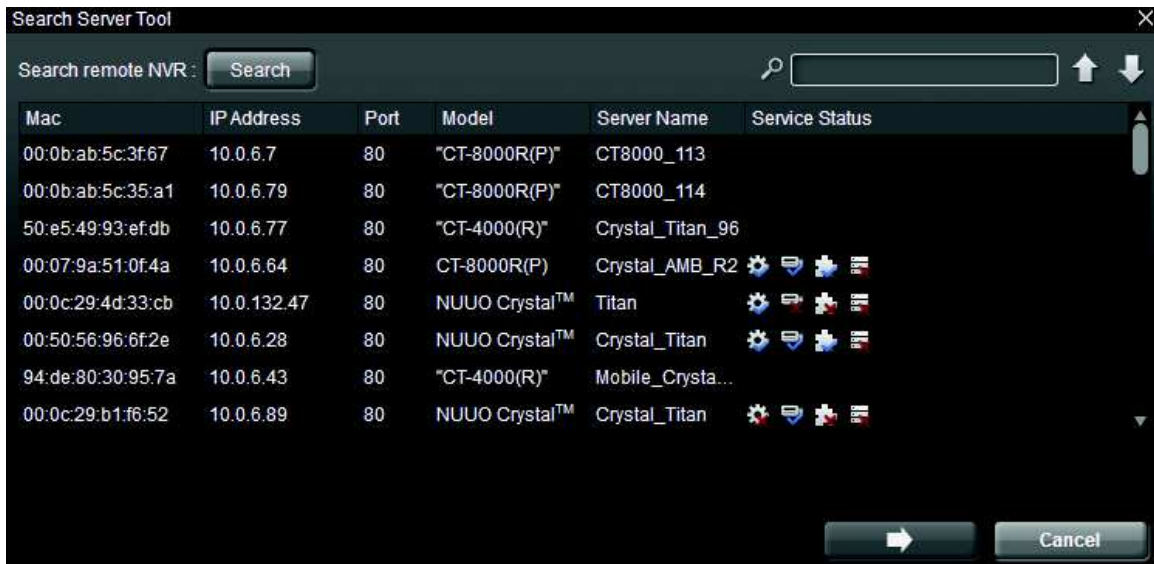 Search Server Tool
Search remote NVR : Search
Mac IP Address Port Model Server Name Service Status
00:0b:ab:5c:3f:67 10.0.6.7 80 "CT-8000R(P)" CT8000_113
00:0b:ab:5c:35:a1 10.0.6.79 80 "CT-8000R(P)" CT8000_114
50:e5:49:93:ef:db 10.0.6.77 80 "CT-4000(R)" Crystal_Titan_96
00:07:9a:51:0f:4a 10.0.6.64 80 CT-8000R(P) Crystal_AMB_R2
00:0c:29:4d:33:cb 10.0.132.47 80 NUUO Crystal™ Titan
00:50:56:96:6f:2e 10.0.6.28 80 NUUO Crystal™ Crystal_Titan
94:de:80:30:95:7a 10.0.6.43 80 "CT-4000(R)" Mobile_Crysta...
00:0c:29:b1:f6:52 10.0.6.89 80 NUUO Crystal™ Crystal_Titan
Cancel